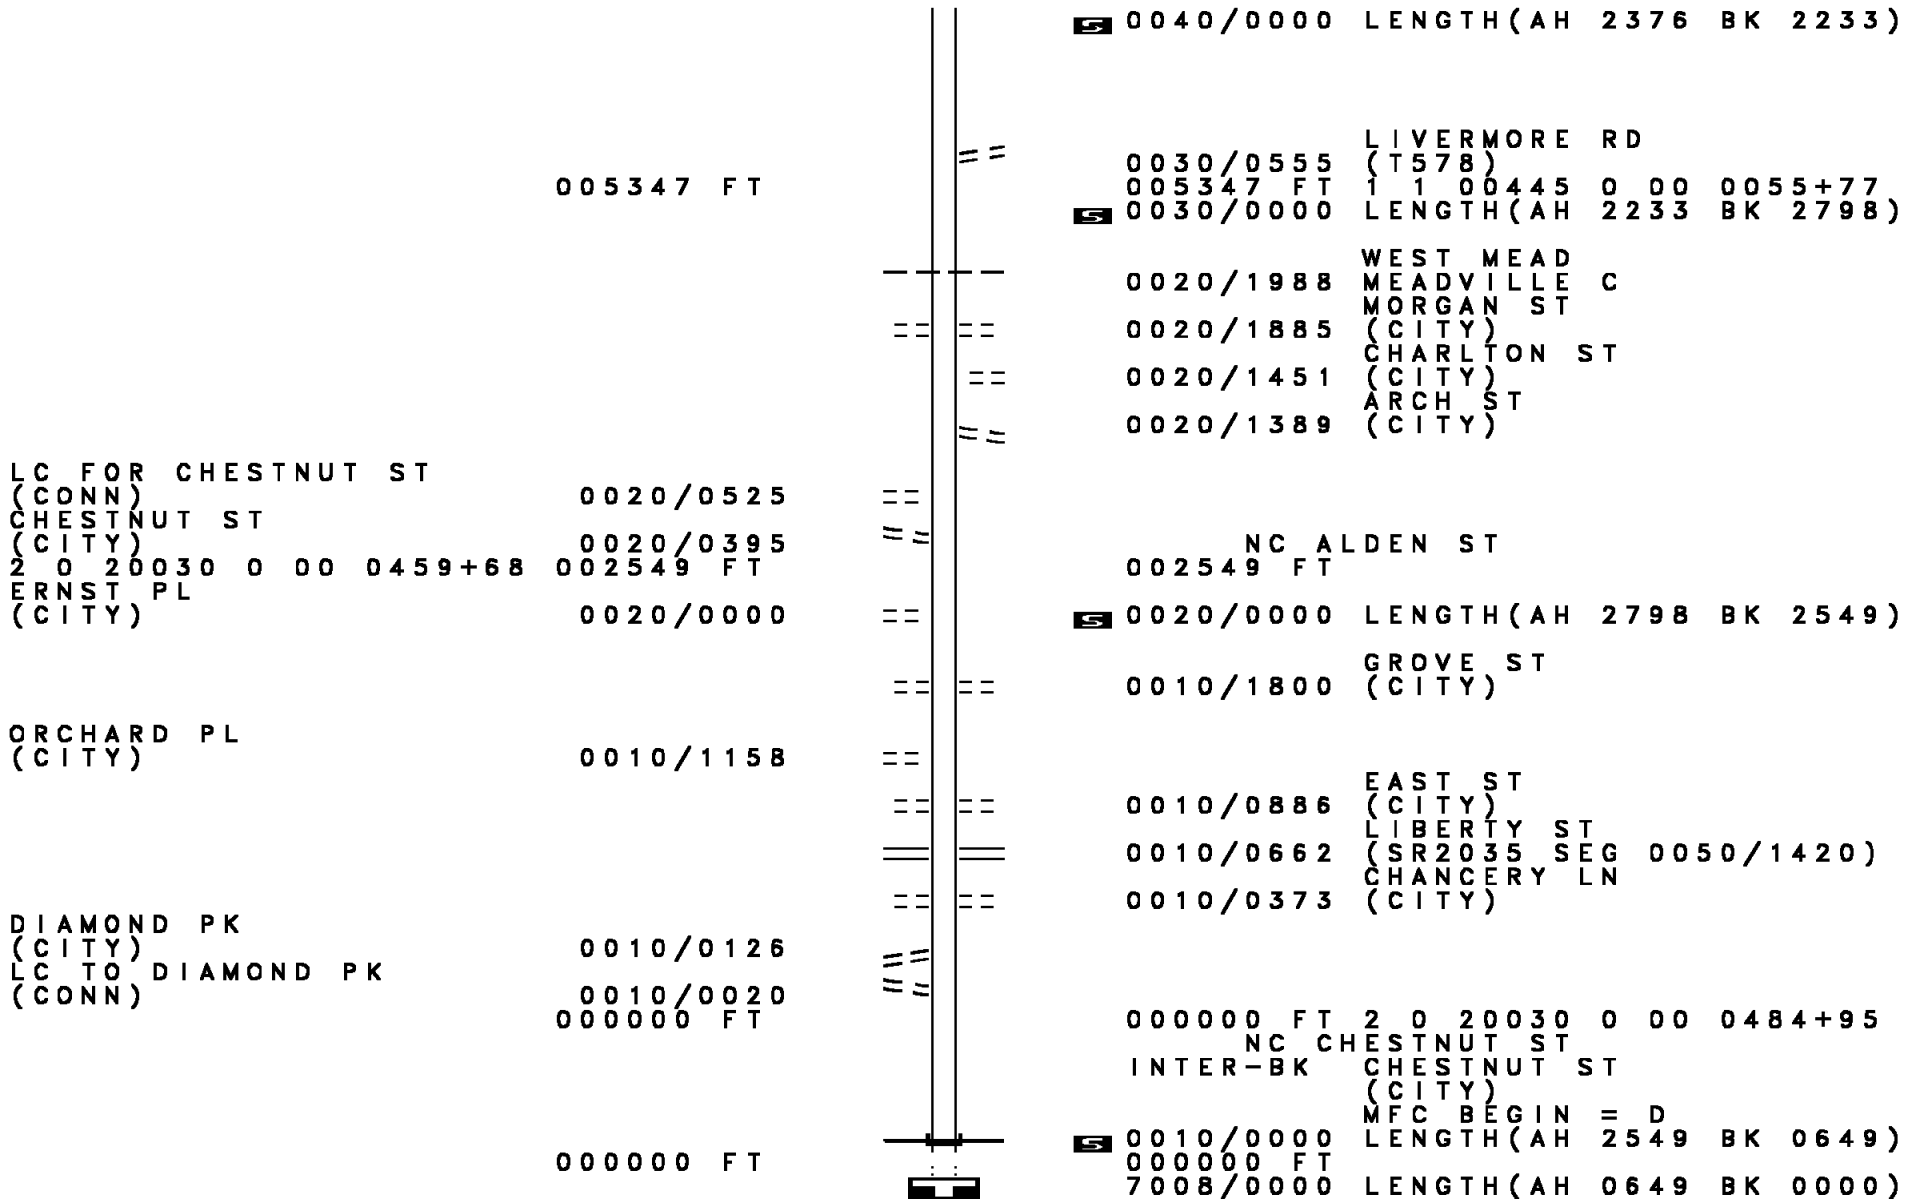 S 0040/0000 LENGTH(AH 2376 BK 2233)
LIVERMORE RD
0030/0555 (T578)
005347 FT 005347 FT 1 1 00445 0 00 0055+77
S 0030/0000 LENGTH(AH 2233 BK 2798)
WEST MEAD
0020/1988 MEADVILLE C
MORGAN ST
0020/1885 (CITY)
CHARLTON ST
0020/1451 (CITY)
ARCH ST
0020/1389 (CITY)
LC FOR CHESTNUT ST
(CONN) 0020/0525
CHESTNUT ST
(CITY) 0020/0395 NC ALDEN ST
2 0 20030 0 00 0459+68 002549 FT 002549 FT
ERNST PL
(CITY) 0020/0000 S 0020/0000 LENGTH(AH 2798 BK 2549)
GROVE ST
0010/1800 (CITY)
ORCHARD PL
(CITY) 0010/1158
EAST ST
0010/0886 (CITY)
LIBERTY ST
0010/0662 (SR2035 SEG 0050/1420)
CHANCERY LN
0010/0373 (CITY)
DIAMOND PK
(CITY) 0010/0126
LC TO DIAMOND PK
(CONN) 0010/0020
000000 FT 000000 FT 2 0 20030 0 00 0484+95
NC CHESTNUT ST
INTER-BK CHESTNUT ST
(CITY)
MFC BEGIN = D
S 0010/0000 LENGTH(AH 2549 BK 0649)
000000 FT 000000 FT
7008/0000 LENGTH(AH 0649 BK 0000)